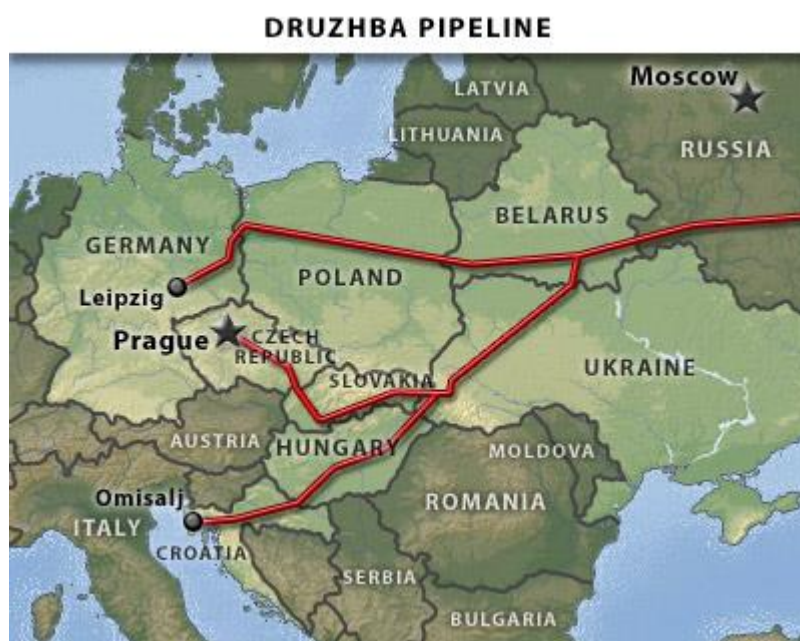 DRUZHBA PIPELINE
Moscow
LATVIA
LITHUANIA
RUSSIA
BELARUS
GERMANY
POLAND
Leipzig
Prague
CZECH
REPUBLIC
SLOVAKIA
UKRAINE
AUSTRIA
HUNGARY
MOLDOVA
Omisalj
ROMANIA
ITALY
CROATIA
SERBIA
BULGARIA